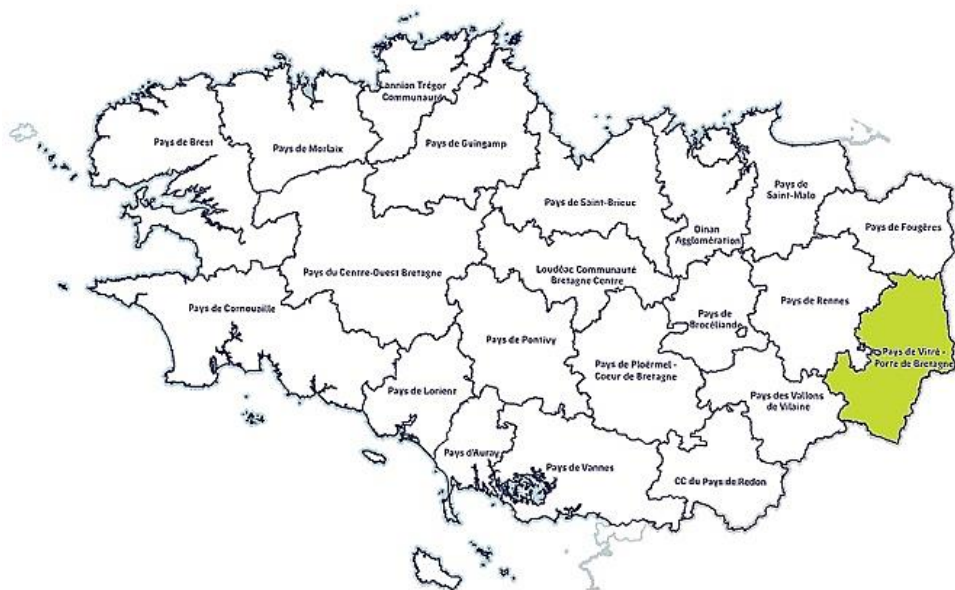 Lannion Trégor
Communauté
Pays de Brest
Pays de Morlaix
Pays de Guingamp
Pays de
Saint-Malo
Pays de Saint-Brieuc
Pays de Fougères
Dinan
Agglomération
Pays du Centre-Ouest Bretagne
Loudéac Communauté
Bretagne Centre
Pays de Rennes
Pays de Cornouaille
Pays de
Brocéliande
Pays de Pontivy
Pays de Vitré -
Porte de Bretagne
Pays de Ploërmel -
Coeur de Bretagne
Pays de Lorient
Pays des Vallons
de Vilaine
Pays d'Auray
Pays de Vannes
CC du Pays de Redon